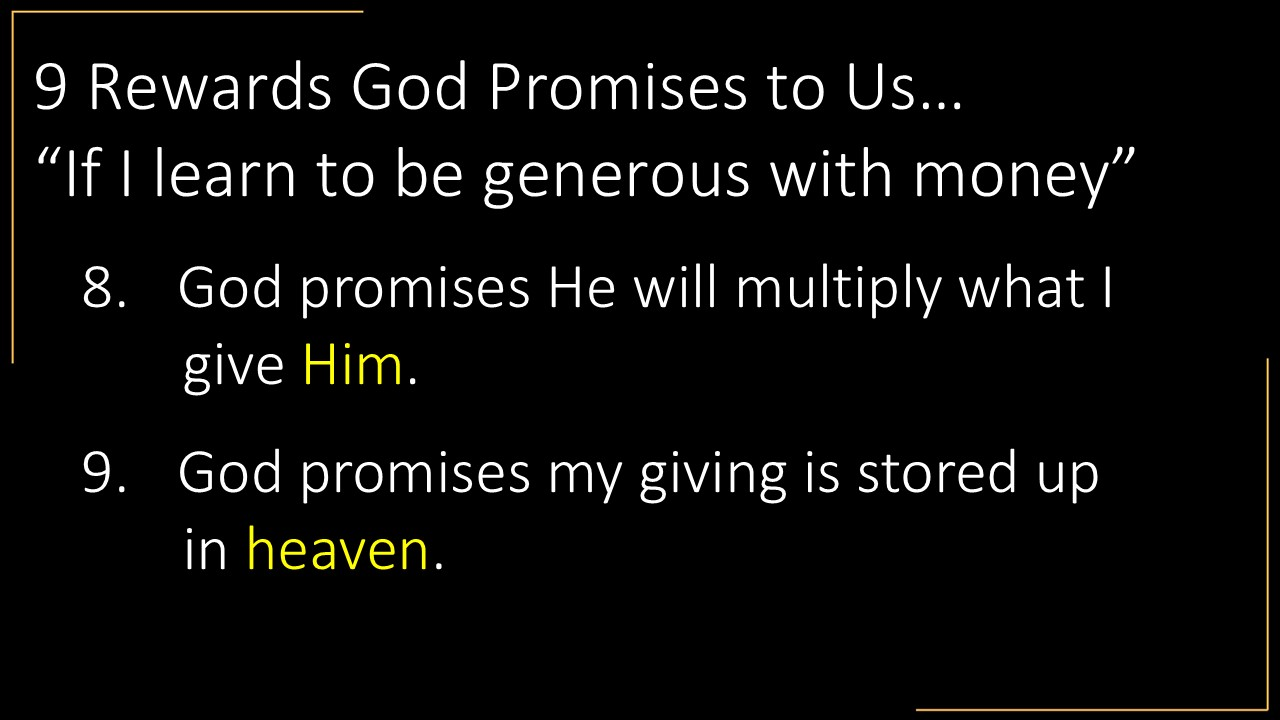 9 Rewards God Promises to Us…
“If I learn to be generous with money”
8. God promises He will multiply what I
give Him.
9. God promises my giving is stored up
in heaven.